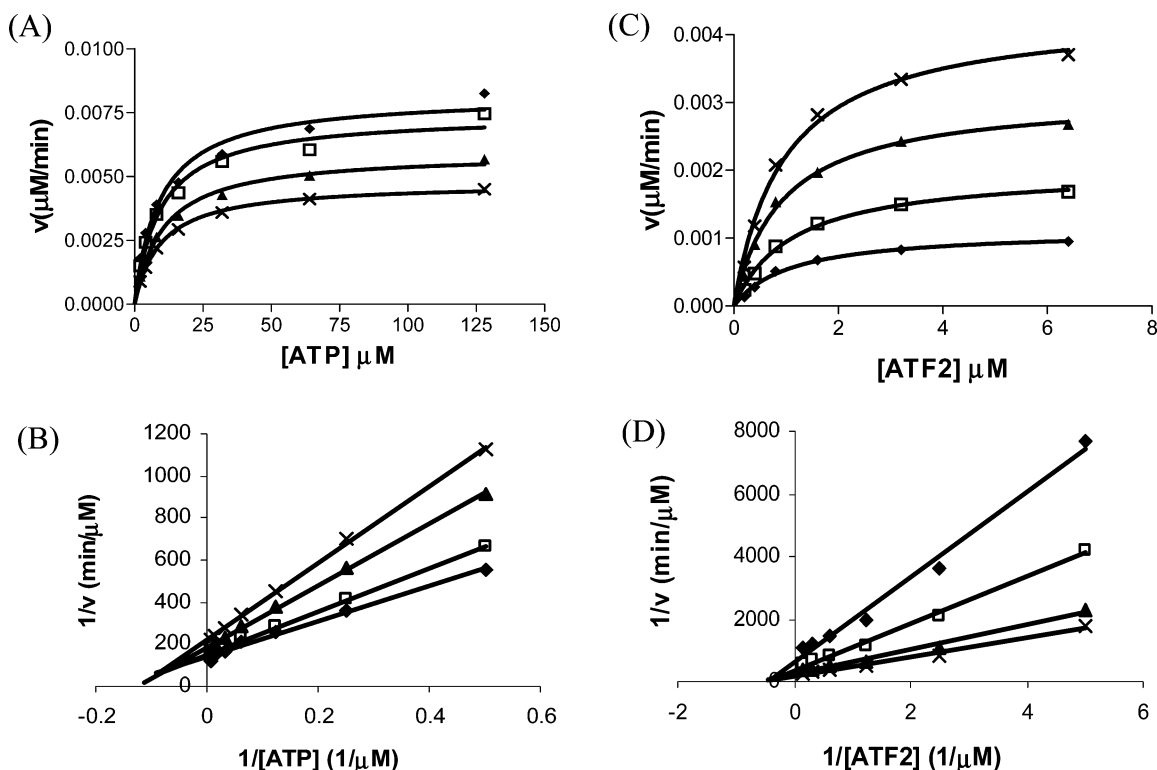 (A)
0.0100
0.0075
0.0050
0.0025
0.0000
v(μM/min)
0 25 50 75 100 125 150
[ATP] μM
(C)
0.004
0.003
0.002
0.001
0.000
v(μM/min)
0 2 4 6 8
[ATF2] μM
(B)
1200
1000
800
600
400
200
0
1/v (min/μM)
-0.2 0 0.2 0.4 0.6
1/[ATP] (1/μM)
(D)
8000
6000
4000
2000
0
1/v (min/μM)
-2 0 2 4 6
1/[ATF2] (1/μM)